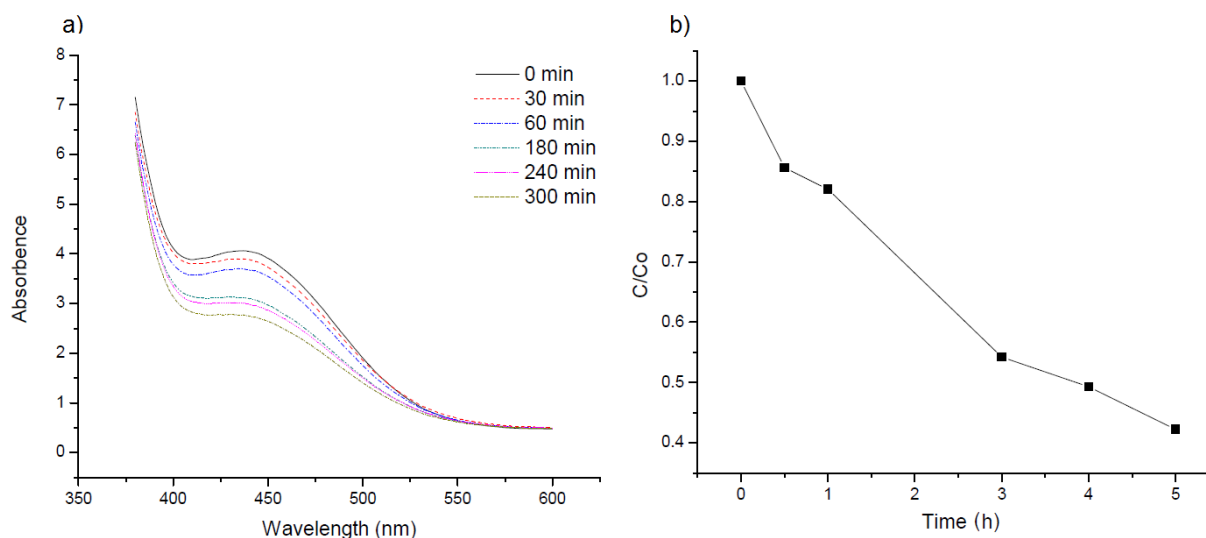 a)
8
7
6
5
4
3
2
1
0
Absorbence
350 400 450 500 550 600
Wavelength (nm)
0 min
30 min
60 min
180 min
240 min
300 min
b)
1.0
0.9
0.8
0.7
0.6
0.5
0.4
C/Co
0 1 2 3 4 5
Time (h)